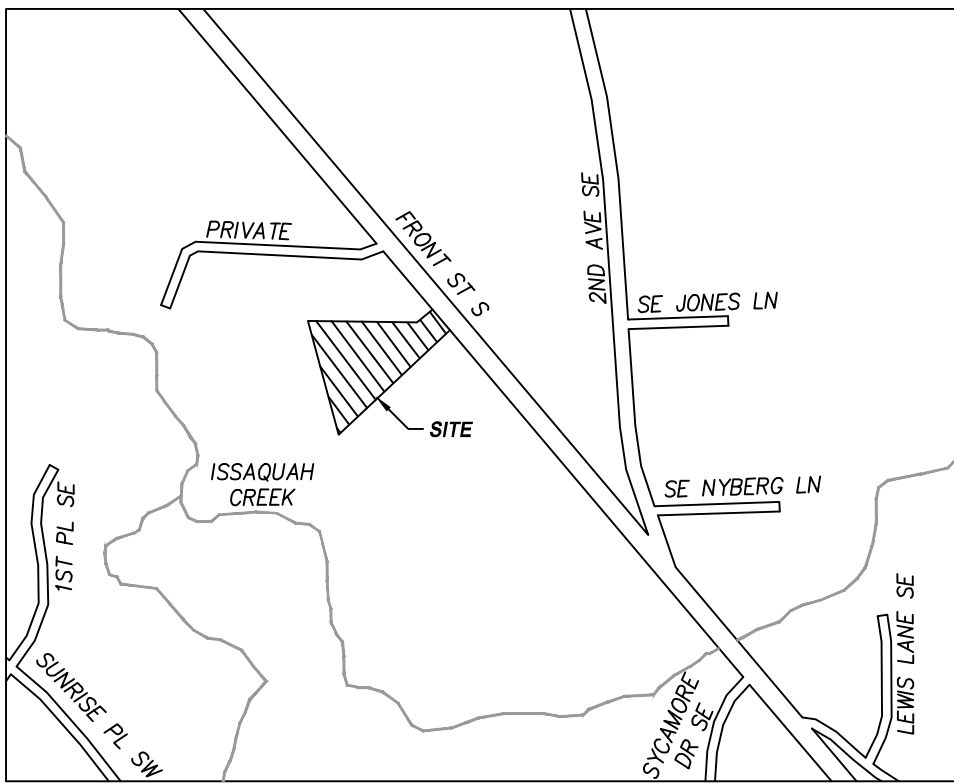 PRIVATE
FRONT ST S
2ND AVE SE
SE JONES LN
SITE
ISSAQUAH
CREEK
SE NYBERG LN
1ST PL SE
SUNRISE PL SW
SYCAMORE
DR SE
LEWIS LANE SE